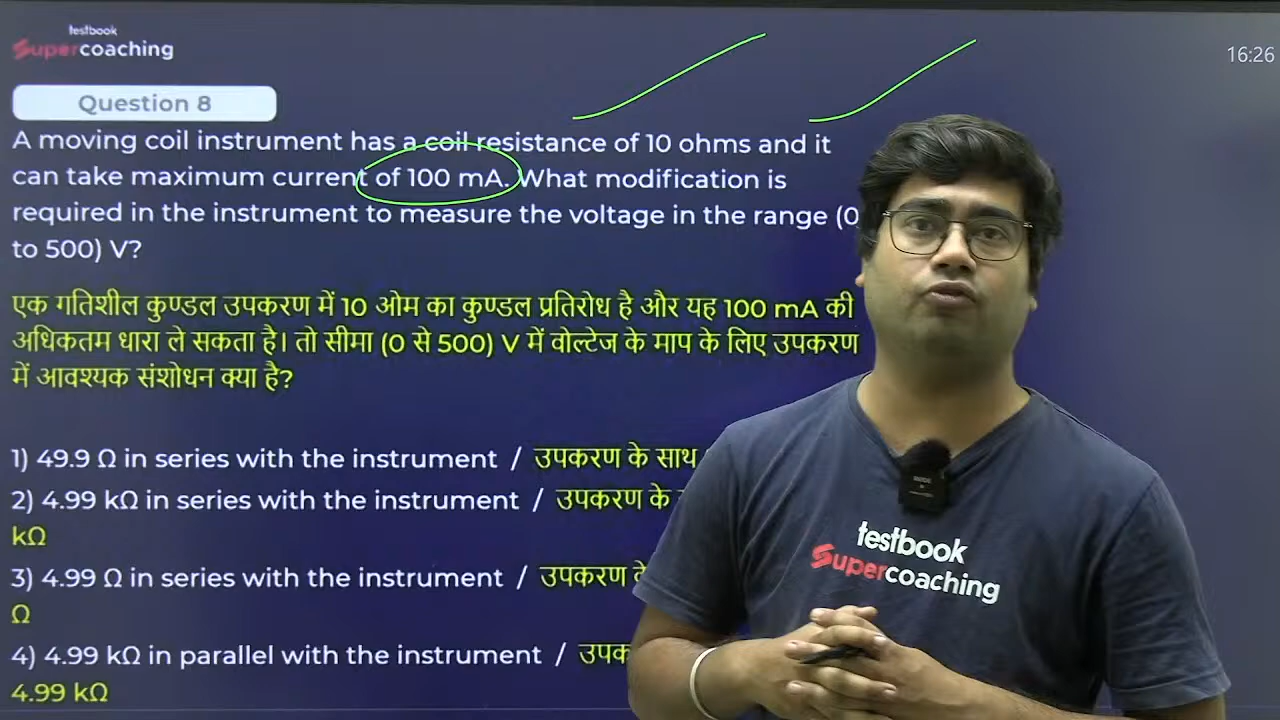 testbook
Supercoaching
16:26
Question 8
A moving coil instrument has a coil resistance of 10 ohms and it
can take maximum current of 100 mA. What modification is
required in the instrument to measure the voltage in the range (0
to 500) V?
एक गतिशील कुण्डल उपकरण में 10 ओम का कुण्डल प्रतिरोध है और यह 100 mA की
अधिकतम धारा ले सकता है। तो सीमा (0 से 500) V में वोल्टेज के माप के लिए उपकरण
में आवश्यक संशोधन क्या है?
1) 49.9 Ω in series with the instrument / उपकरण के साथ
2) 4.99 kΩ in series with the instrument / उपकरण के
kΩ
3) 4.99 Ω in series with the instrument / उपकरण
Ω
4) 4.99 kΩ in parallel with the instrument /
4.99 kΩ
testbook
Supercoaching